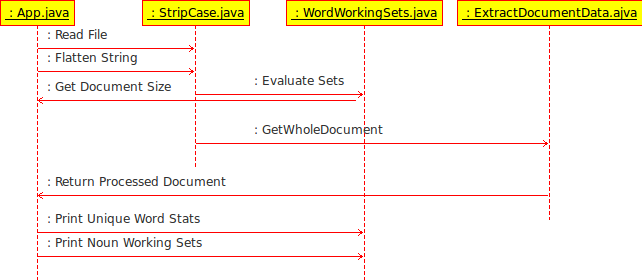 : App.java
: StripCase.java
: WordWorkingSets.java
: ExtractDocumentData.ajva
: Read File
: Flatten String
: Evaluate Sets
: Get Document Size
: GetWholeDocument
: Return Processed Document
: Print Unique Word Stats
: Print Noun Working Sets